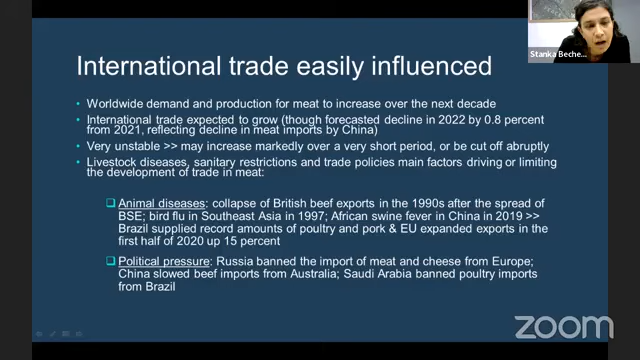 Stanka Beche...
International trade easily influenced
• Worldwide demand and production for meat to increase over the next decade
• International trade expected to grow (though forecasted decline in 2022 by 0.8 percent
from 2021, reflecting decline in meat imports by China)
• Very unstable >> may increase markedly over a very short period, or be cut off abruptly
• Livestock diseases, sanitary restrictions and trade policies main factors driving or limiting
the development of trade in meat:
❑ Animal diseases: collapse of British beef exports in the 1990s after the spread of
BSE; bird flu in Southeast Asia in 1997; African swine fever in China in 2019 >>
Brazil supplied record amounts of poultry and pork & EU expanded exports in the
first half of 2020 up 15 percent
❑ Political pressure: Russia banned the import of meat and cheese from Europe;
China slowed beef imports from Australia; Saudi Arabia banned poultry imports
from Brazil
zoom